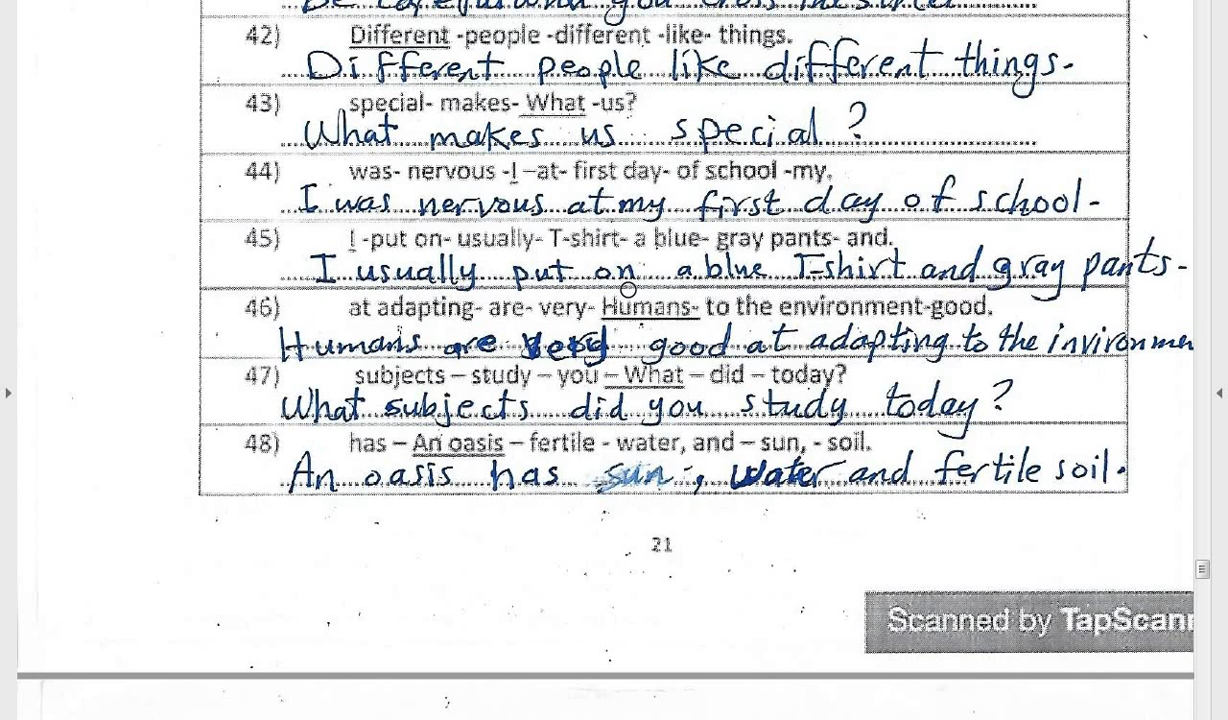 you cross the street
42) Different -people -different -like- things.
Different people like different things.
43) special- makes- What -us?
What makes us special ?
44) was- nervous -I –at- first day- of school -my.
I was nervous at my first day of school.
45) I -put on- usually- T-shirt- a blue- gray pants- and.
I usually put on a blue T-shirt and gray pants.
46) at adapting- are- very- Humans- to the environment-good.
Humans are very good at adapting to the invironmen
47) subjects – study – you – What – did – today?
What subjects did you study today ?
48) has – An oasis – fertile - water, and – sun, - soil.
An oasis has sun , water and fertile soil.
21
Scanned by TapScann